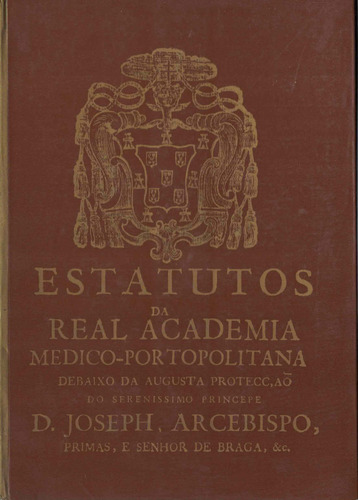 ESTATUTOS
DA
REAL ACADEMIA
MEDICO-PORTOPOLITANA
DEBAIXO DA AUGUSTA PROTECC,AÕ
DO SERENISSIMO PRINCEPE
D. JOSEPH, ARCEBISPO,
PRIMAS, E SENHOR DE BRAGA, &c.